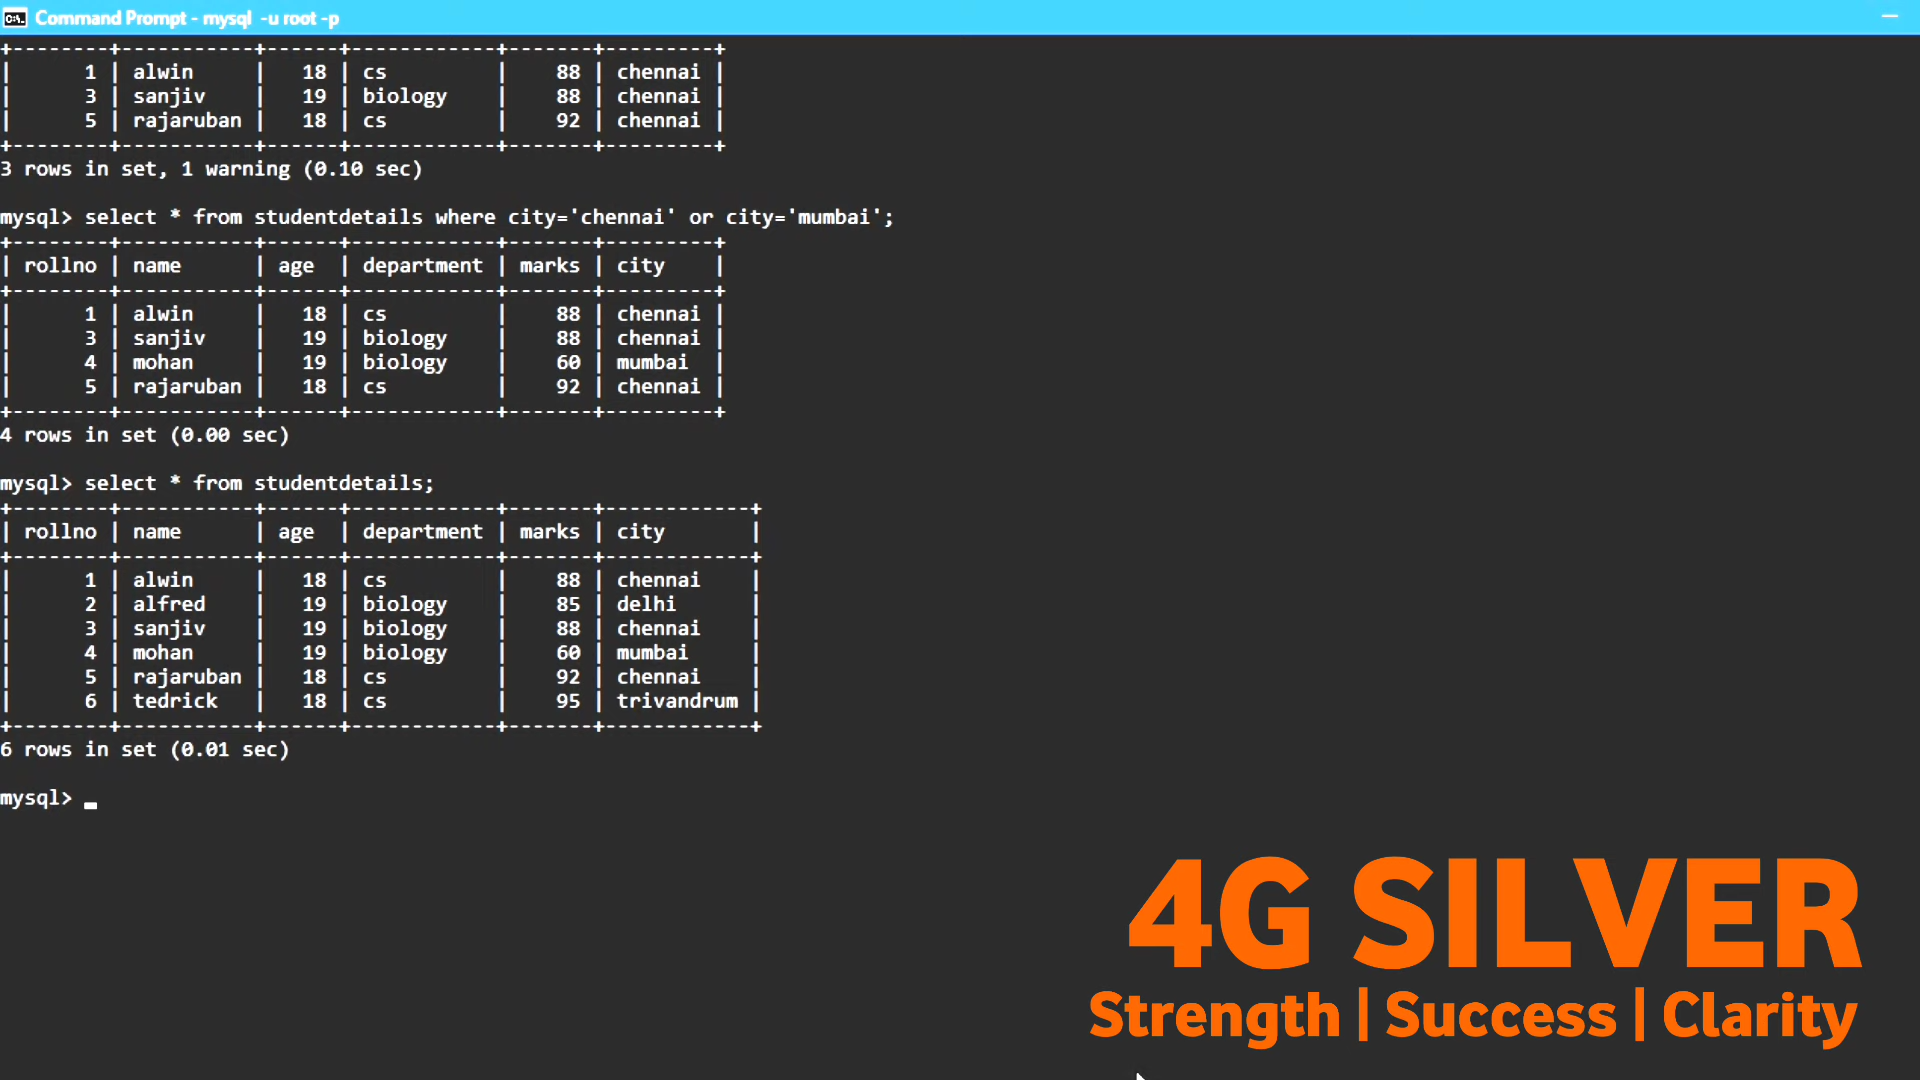 Command Prompt - mysql  -u root -p
+--------+-----------+------+------------+-------+---------+
|      1 | alwin     |   18 | cs         |    88 | chennai |
|      3 | sanjiv    |   19 | biology    |    88 | chennai |
|      5 | rajaruban |   18 | cs         |    92 | chennai |
+--------+-----------+------+------------+-------+---------+
3 rows in set, 1 warning (0.10 sec)
mysql> select * from studentdetails where city='chennai' or city='mumbai';
+--------+-----------+------+------------+-------+---------+
| rollno | name      | age  | department | marks | city    |
+--------+-----------+------+------------+-------+---------+
|      1 | alwin     |   18 | cs         |    88 | chennai |
|      3 | sanjiv    |   19 | biology    |    88 | chennai |
|      4 | mohan     |   19 | biology    |    60 | mumbai  |
|      5 | rajaruban |   18 | cs         |    92 | chennai |
+--------+-----------+------+------------+-------+---------+
4 rows in set (0.00 sec)
mysql> select * from studentdetails;
+--------+-----------+------+------------+-------+------------+
| rollno | name      | age  | department | marks | city       |
+--------+-----------+------+------------+-------+------------+
|      1 | alwin     |   18 | cs         |    88 | chennai    |
|      2 | alfred    |   19 | biology    |    85 | delhi      |
|      3 | sanjiv    |   19 | biology    |    88 | chennai    |
|      4 | mohan     |   19 | biology    |    60 | mumbai     |
|      5 | rajaruban |   18 | cs         |    92 | chennai    |
|      6 | tedrick   |   18 | cs         |    95 | trivandrum |
+--------+-----------+------+------------+-------+------------+
6 rows in set (0.01 sec)
mysql> _
4G SILVER
Strength | Success | Clarity